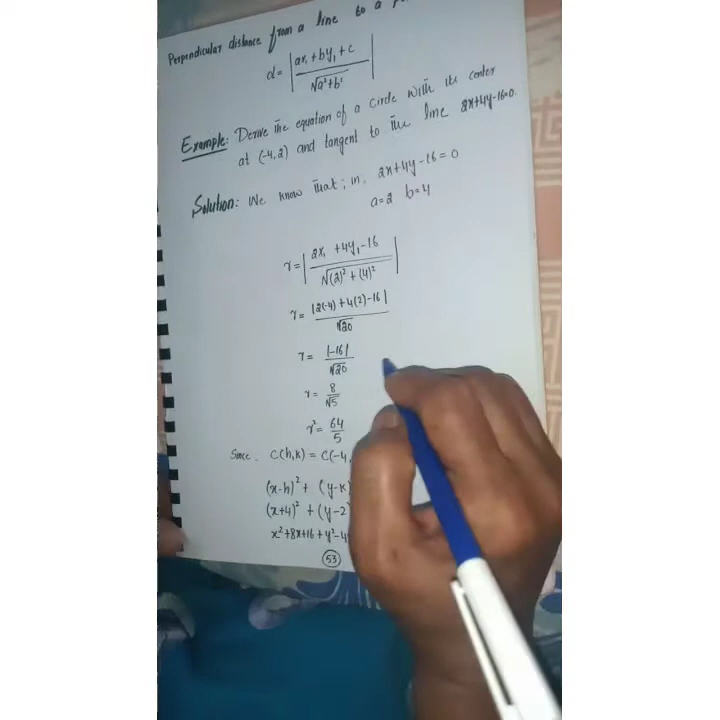 Perpendicular distance from a line to a
d = | ax₁ + by₁ + c / √a²+b² |
Example: Derive the equation of a circle with its center
at (-4, 2) and tangent to the line 2x+4y-16=0.
Solution: We know that; in, 2x+4y-16=0
a=2 b=4
r = | 2x₁ + 4y₁ - 16 / √(2)² + (4)² |
r = |2(-4) + 4(2) - 16| / √20
r = |-16| / √20
r = 8 / √5
r² = 64 / 5
Since. C(h, k) = C(-4,
(x-h)² + (y-k)
(x+4)² + (y-2)
x²+8x+16+y²-4y
53